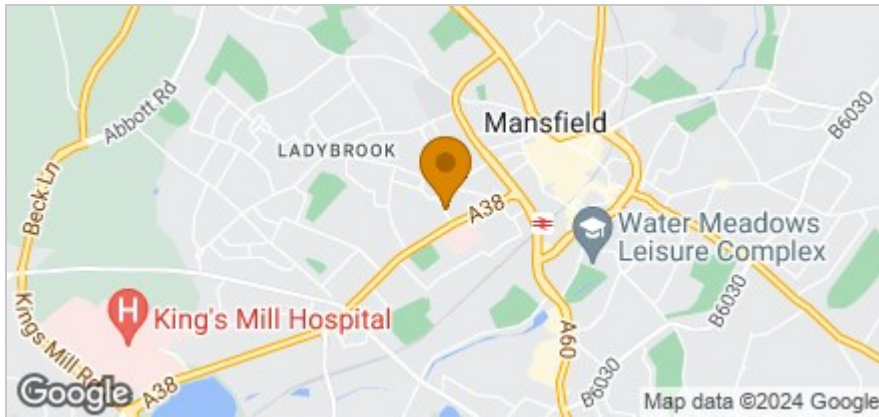 Abbott Rd
Mansfield
B6030
LADYBROOK
Beck Ln
A38
Water Meadows
Leisure Complex
B6030
H
King's Mill Hospital
Kings Mill Rd
A60
A38
B6030
Google
Map data ©2024 Google